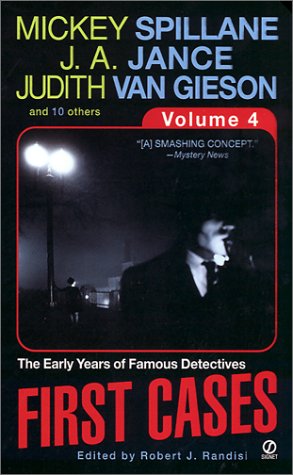 MICKEY SPILLANE
J. A. JANCE
JUDITH VAN GIESON
and 10 others
Volume 4
"[A] SMASHING CONCEPT."
—Mystery News
The Early Years of Famous Detectives
FIRST CASES
Edited by Robert J. Randisi
SIGNET